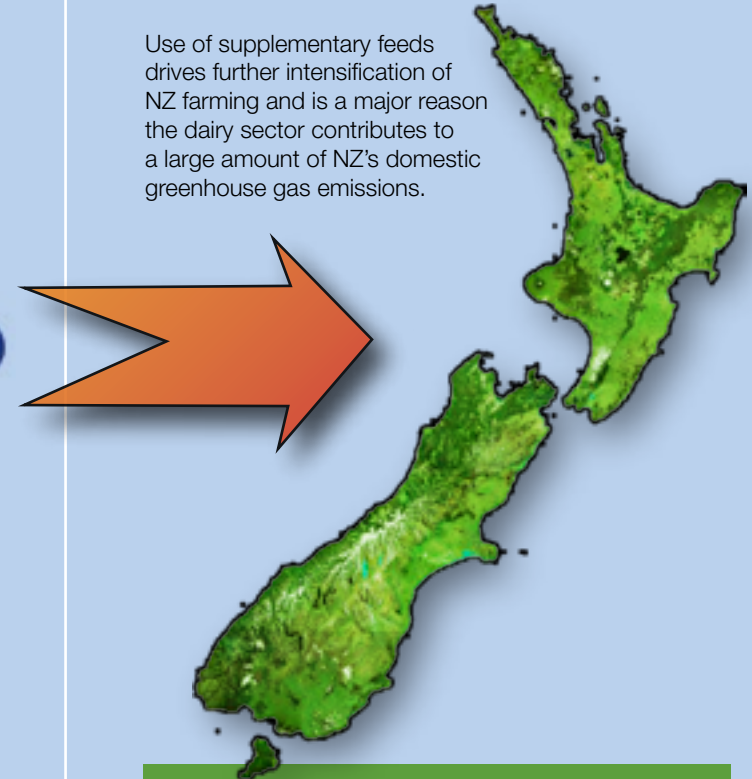 Use of supplementary feeds
drives further intensification of
NZ farming and is a major reason
the dairy sector contributes to
a large amount of NZ's domestic
greenhouse gas emissions.